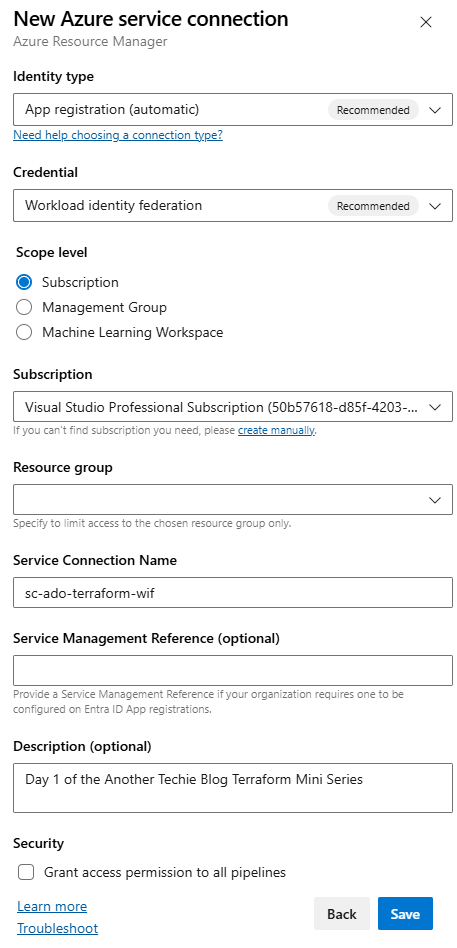 New Azure service connection
Azure Resource Manager
Identity type
App registration (automatic) Recommended
Need help choosing a connection type?
Credential
Workload identity federation Recommended
Scope level
Subscription
Management Group
Machine Learning Workspace
Subscription
Visual Studio Professional Subscription (50b57618-d85f-4203-...
If you can't find subscription you need, please create manually.
Resource group
Specify to limit access to the chosen resource group only.
Service Connection Name
sc-ado-terraform-wif
Service Management Reference (optional)
Provide a Service Management Reference if your organization requires one to be
configured on Entra ID App registrations.
Description (optional)
Day 1 of the Another Techie Blog Terraform Mini Series
Security
Grant access permission to all pipelines
Learn more
Troubleshoot
Back Save